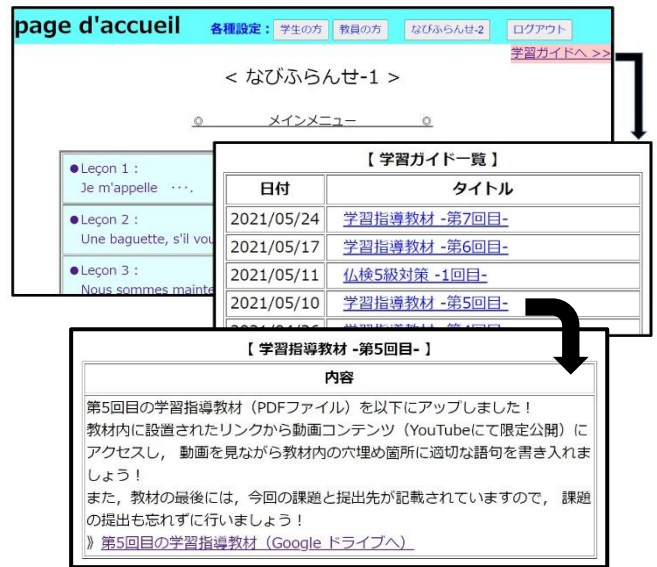 page d'accueil 各種設定： 学生の方 教員の方 なびふらんせ-2 ログアウト
学習ガイドへ >>
< なびふらんせ-1 >
◎ メインメニュー ◎
●Leçon 1 :
Je m'appelle ･･･.
●Leçon 2 :
Une baguette, s'il vou
●Leçon 3 :
Nous sommes mainte
【 学習ガイド一覧 】
日付 タイトル
2021/05/24 学習指導教材 -第7回目-
2021/05/17 学習指導教材 -第6回目-
2021/05/11 仏検5級対策 -1回目-
2021/05/10 学習指導教材 -第5回目-
【 学習指導教材 -第5回目- 】
内容
第5回目の学習指導教材（PDFファイル）を以下にアップしました！
教材内に設置されたリンクから動画コンテンツ（YouTubeにて限定公開）に
アクセスし， 動画を見ながら教材内の穴埋め箇所に適切な語句を書き入れま
しょう！
また，教材の最後には，今回の課題と提出先が記載されていますので， 課題
の提出も忘れずに行いましょう！
》第5回目の学習指導教材（Google ドライブへ）